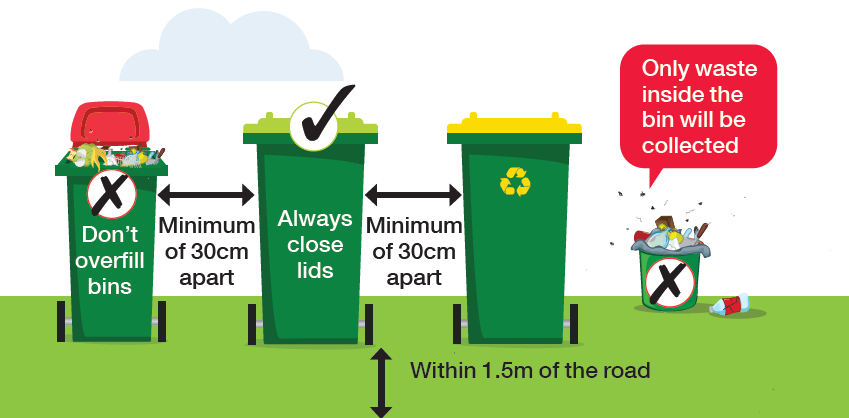 Don't
overfill
bins
Minimum
of 30cm
apart
Always
close
lids
Minimum
of 30cm
apart
Only waste
inside the
bin will be
collected
Within 1.5m of the road